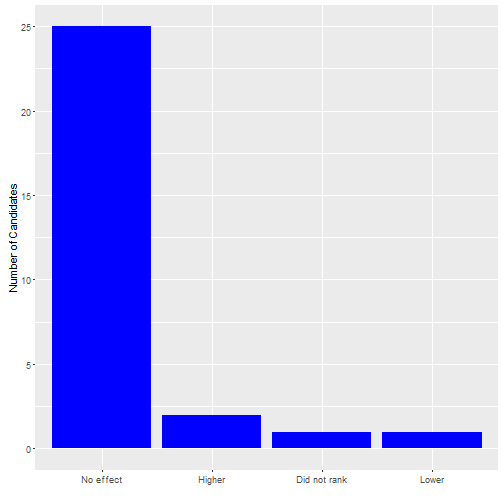 Number of Candidates
25
20
15
10
5
0
No effect
Higher
Did not rank
Lower